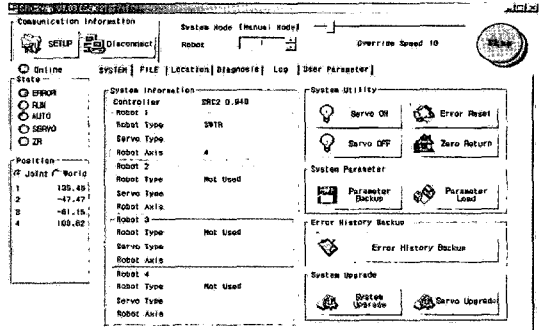 Communication Information
SETUP
Disconnect
System Mode [Manual Mode]
Robot 1
Override Speed 10
Stop
Online
SYSTEM FILE Location Diagnosis Log User Parameter
State
ERROR
RUN
AUTO
SERVO
ZR
Position
Joint World
1 135.45
2 -47.47
3 -61.15
4 103.62
System Information
Controller SRC2 0.940
Robot 1
Robot Type
Servo Type
Robot Axis 4
Robot 2
Robot Type Not Used
Servo Type
Robot Axis
Robot 3
Robot Type Not Used
Servo Type
Robot Axis
Robot 4
Robot Type Not Used
Servo Type
Robot Axis
System Utility
Servo ON
Error Reset
Servo OFF
Zero Return
System Parameter
Parameter Backup
Parameter Load
Error History Backup
Error History Backup
System Upgrade
System Upgrade
Servo Upgrade